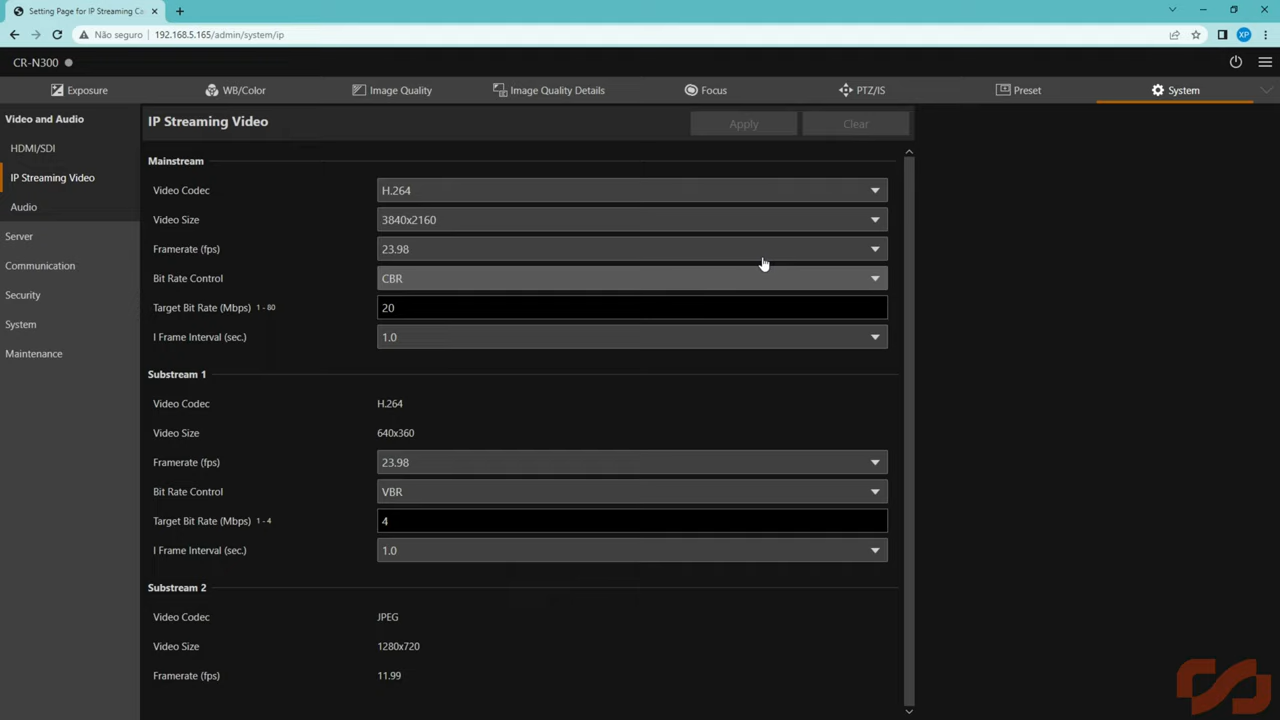 Setting Page for IP Streaming Ca
Não seguro
192.168.5.165/admin/system/ip
XP
CR-N300
Exposure
WB/Color
Image Quality
Image Quality Details
Focus
PTZ/IS
Preset
System
Video and Audio
HDMI/SDI
IP Streaming Video
Audio
Server
Communication
Security
System
Maintenance
IP Streaming Video
Apply
Clear
Mainstream
Video Codec H.264
Video Size 3840x2160
Framerate (fps) 23.98
Bit Rate Control CBR
Target Bit Rate (Mbps) 1 - 80 20
I Frame Interval (sec.) 1.0
Substream 1
Video Codec H.264
Video Size 640x360
Framerate (fps) 23.98
Bit Rate Control VBR
Target Bit Rate (Mbps) 1 - 4 4
I Frame Interval (sec.) 1.0
Substream 2
Video Codec JPEG
Video Size 1280x720
Framerate (fps) 11.99